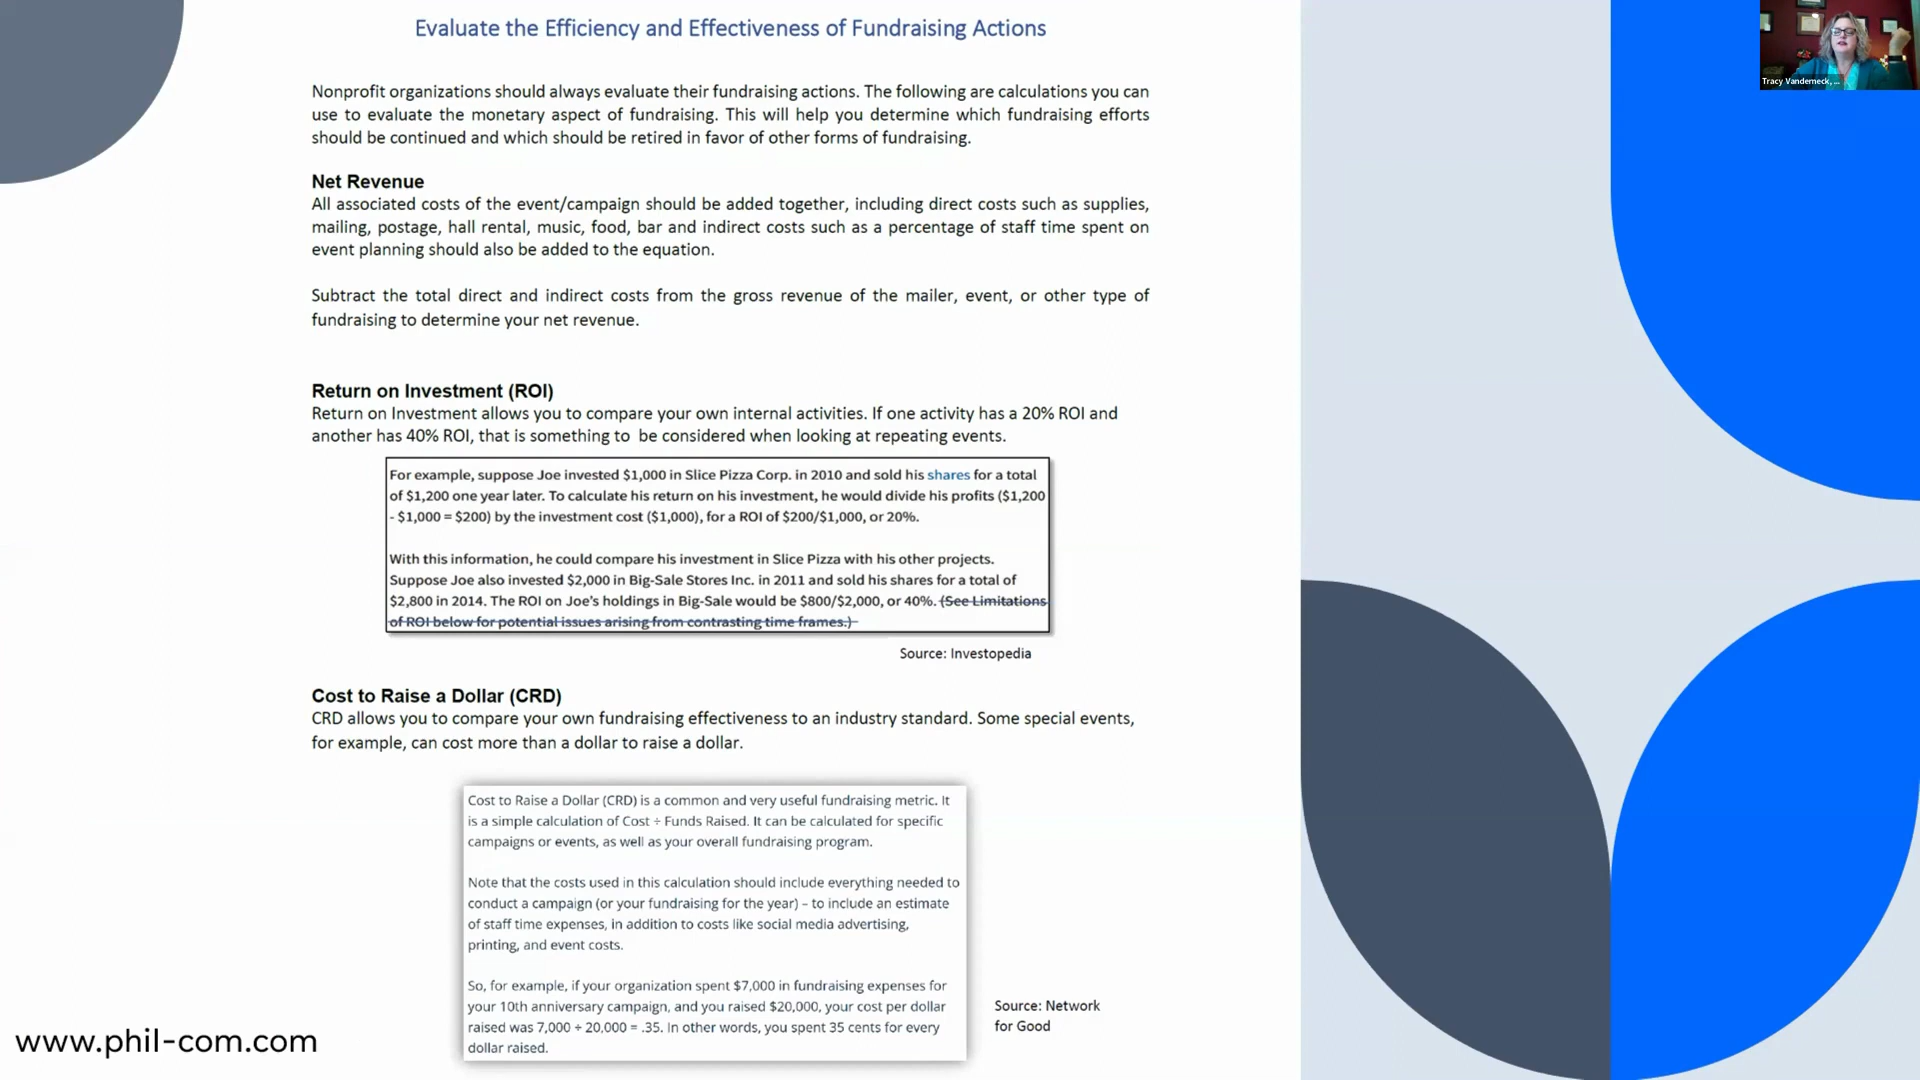 Evaluate the Efficiency and Effectiveness of Fundraising Actions
Nonprofit organizations should always evaluate their fundraising actions. The following are calculations you can
use to evaluate the monetary aspect of fundraising. This will help you determine which fundraising efforts
should be continued and which should be retired in favor of other forms of fundraising.
Net Revenue
All associated costs of the event/campaign should be added together, including direct costs such as supplies,
mailing, postage, hall rental, music, food, bar and indirect costs such as a percentage of staff time spent on
event planning should also be added to the equation.
Subtract the total direct and indirect costs from the gross revenue of the mailer, event, or other type of
fundraising to determine your net revenue.
Return on Investment (ROI)
Return on Investment allows you to compare your own internal activities. If one activity has a 20% ROI and
another has 40% ROI, that is something to be considered when looking at repeating events.
For example, suppose Joe invested $1,000 in Slice Pizza Corp. in 2010 and sold his shares for a total
of $1,200 one year later. To calculate his return on his investment, he would divide his profits ($1,200
- $1,000 = $200) by the investment cost ($1,000), for a ROI of $200/$1,000, or 20%.
With this information, he could compare his investment in Slice Pizza with his other projects.
Suppose Joe also invested $2,000 in Big-Sale Stores Inc. in 2011 and sold his shares for a total of
$2,800 in 2014. The ROI on Joe's holdings in Big-Sale would be $800/$2,000, or 40%. (See Limitations
of ROI below for potential issues arising from contrasting time frames.)
Source: Investopedia
Cost to Raise a Dollar (CRD)
CRD allows you to compare your own fundraising effectiveness to an industry standard. Some special events,
for example, can cost more than a dollar to raise a dollar.
Cost to Raise a Dollar (CRD) is a common and very useful fundraising metric. It
is a simple calculation of Cost ÷ Funds Raised. It can be calculated for specific
campaigns or events, as well as your overall fundraising program.
Note that the costs used in this calculation should include everything needed to
conduct a campaign (or your fundraising for the year) – to include an estimate
of staff time expenses, in addition to costs like social media advertising,
printing, and event costs.
So, for example, if your organization spent $7,000 in fundraising expenses for
your 10th anniversary campaign, and you raised $20,000, your cost per dollar
raised was 7,000 ÷ 20,000 = .35. In other words, you spent 35 cents for every
dollar raised.
Source: Network
for Good
www.phil-com.com
Tracy Vanderneck, ...